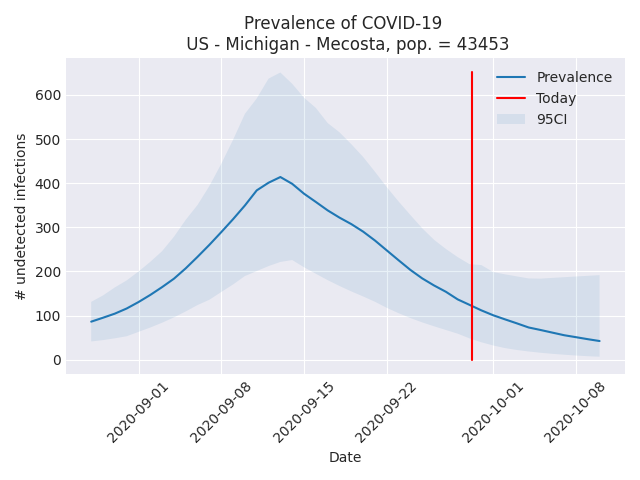 Prevalence of COVID-19
US - Michigan - Mecosta, pop. = 43453
Prevalence
Today
95CI
# undetected infections
600
500
400
300
200
100
0
2020-09-01
2020-09-08
2020-09-15
2020-09-22
2020-10-01
2020-10-08
Date